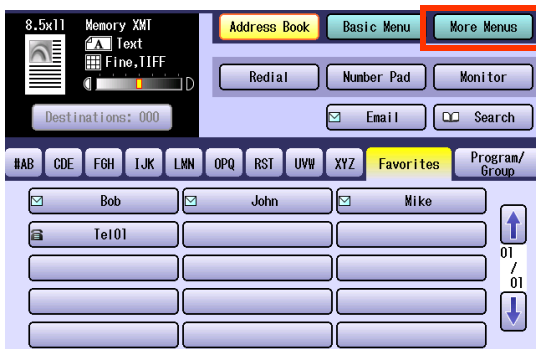 8.5x11 Memory XMT
A Text
Fine,TIFF
D
Destinations: 000
Address Book Basic Menu More Menus
Redial Number Pad Monitor
Email Search
#AB CDE FGH IJK LMN OPQ RST UVW XYZ Favorites Program/
Group
Bob John Mike
Tel01
01
/
01